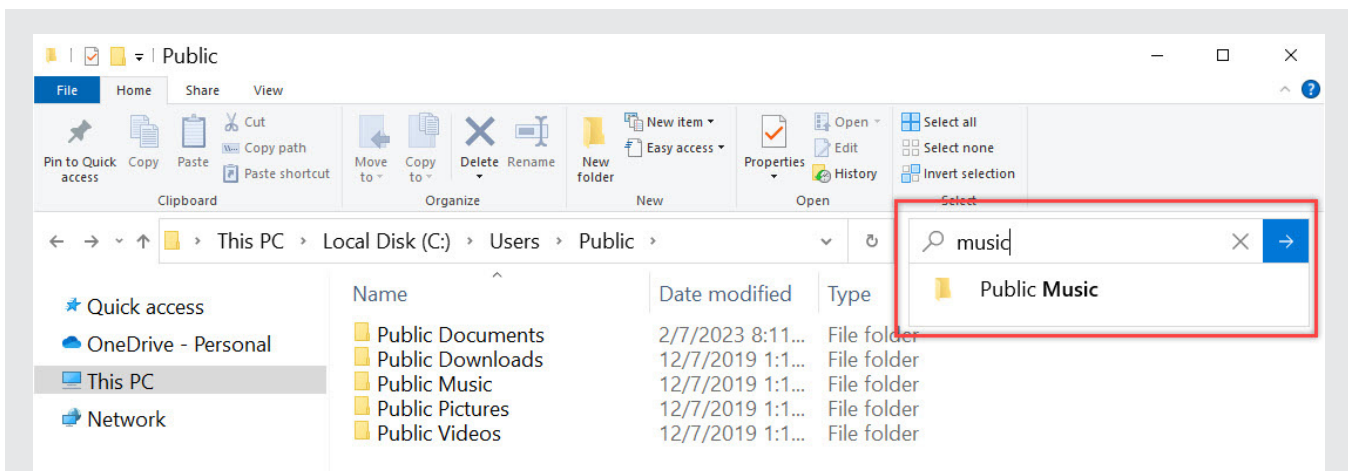 Public
File Home Share View
Pin to Quick access
Copy
Paste
Cut
Copy path
Paste shortcut
Clipboard
Move to
Copy to
Delete
Rename
Organize
New folder
New item
Easy access
New
Properties
Open
Edit
History
Open
Select all
Select none
Invert selection
Select
This PC › Local Disk (C:) › Users › Public ›
music
Public Music
Quick access
OneDrive - Personal
This PC
Network
Name Date modified Type
Public Documents 2/7/2023 8:11... File folder
Public Downloads 12/7/2019 1:1... File folder
Public Music 12/7/2019 1:1... File folder
Public Pictures 12/7/2019 1:1... File folder
Public Videos 12/7/2019 1:1... File folder